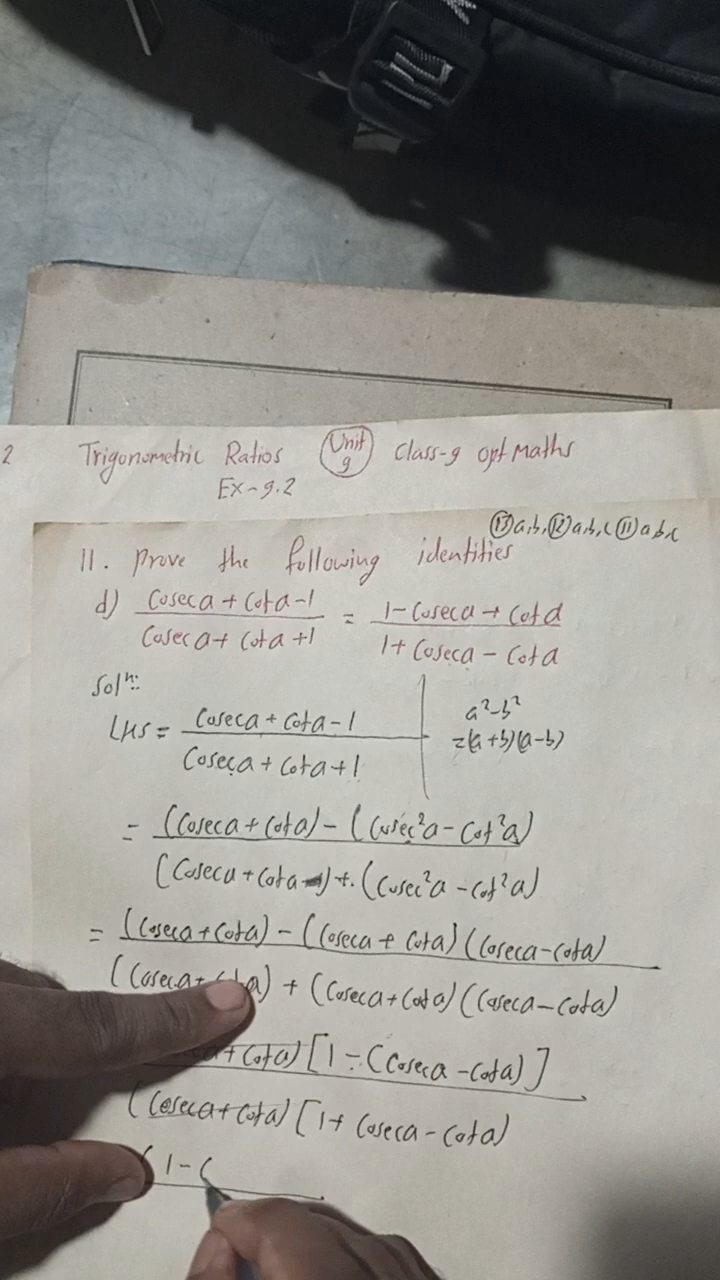 2 Trigonometric Ratios (Unit 9) Class-9 opt Maths
Ex-9.2
(13)a,b, (12)a,b,c (11)a,b,c
11. Prove the following identities
d) (Coseca + Cota - 1)/(Coseca + Cota + 1) = (1 - Coseca + Cota)/(1 + Coseca - Cota)
Solⁿ:
LHS = (Coseca + Cota - 1)/(Coseca + Cota + 1)
a²-b²
=(a+b)(a-b)
= ((Coseca + Cota) - (Cosec²a - Cot²a))/((Coseca + Cota) + (Cosec²a - Cot²a))
= ((Coseca + Cota) - (Coseca + Cota)(Coseca - Cota))/((Coseca + Cota) + (Coseca + Cota)(Coseca - Cota))
a + Cota)[1 - (Coseca - Cota)]
(Coseca + Cota)[1 + Coseca - Cota)
(1 - (